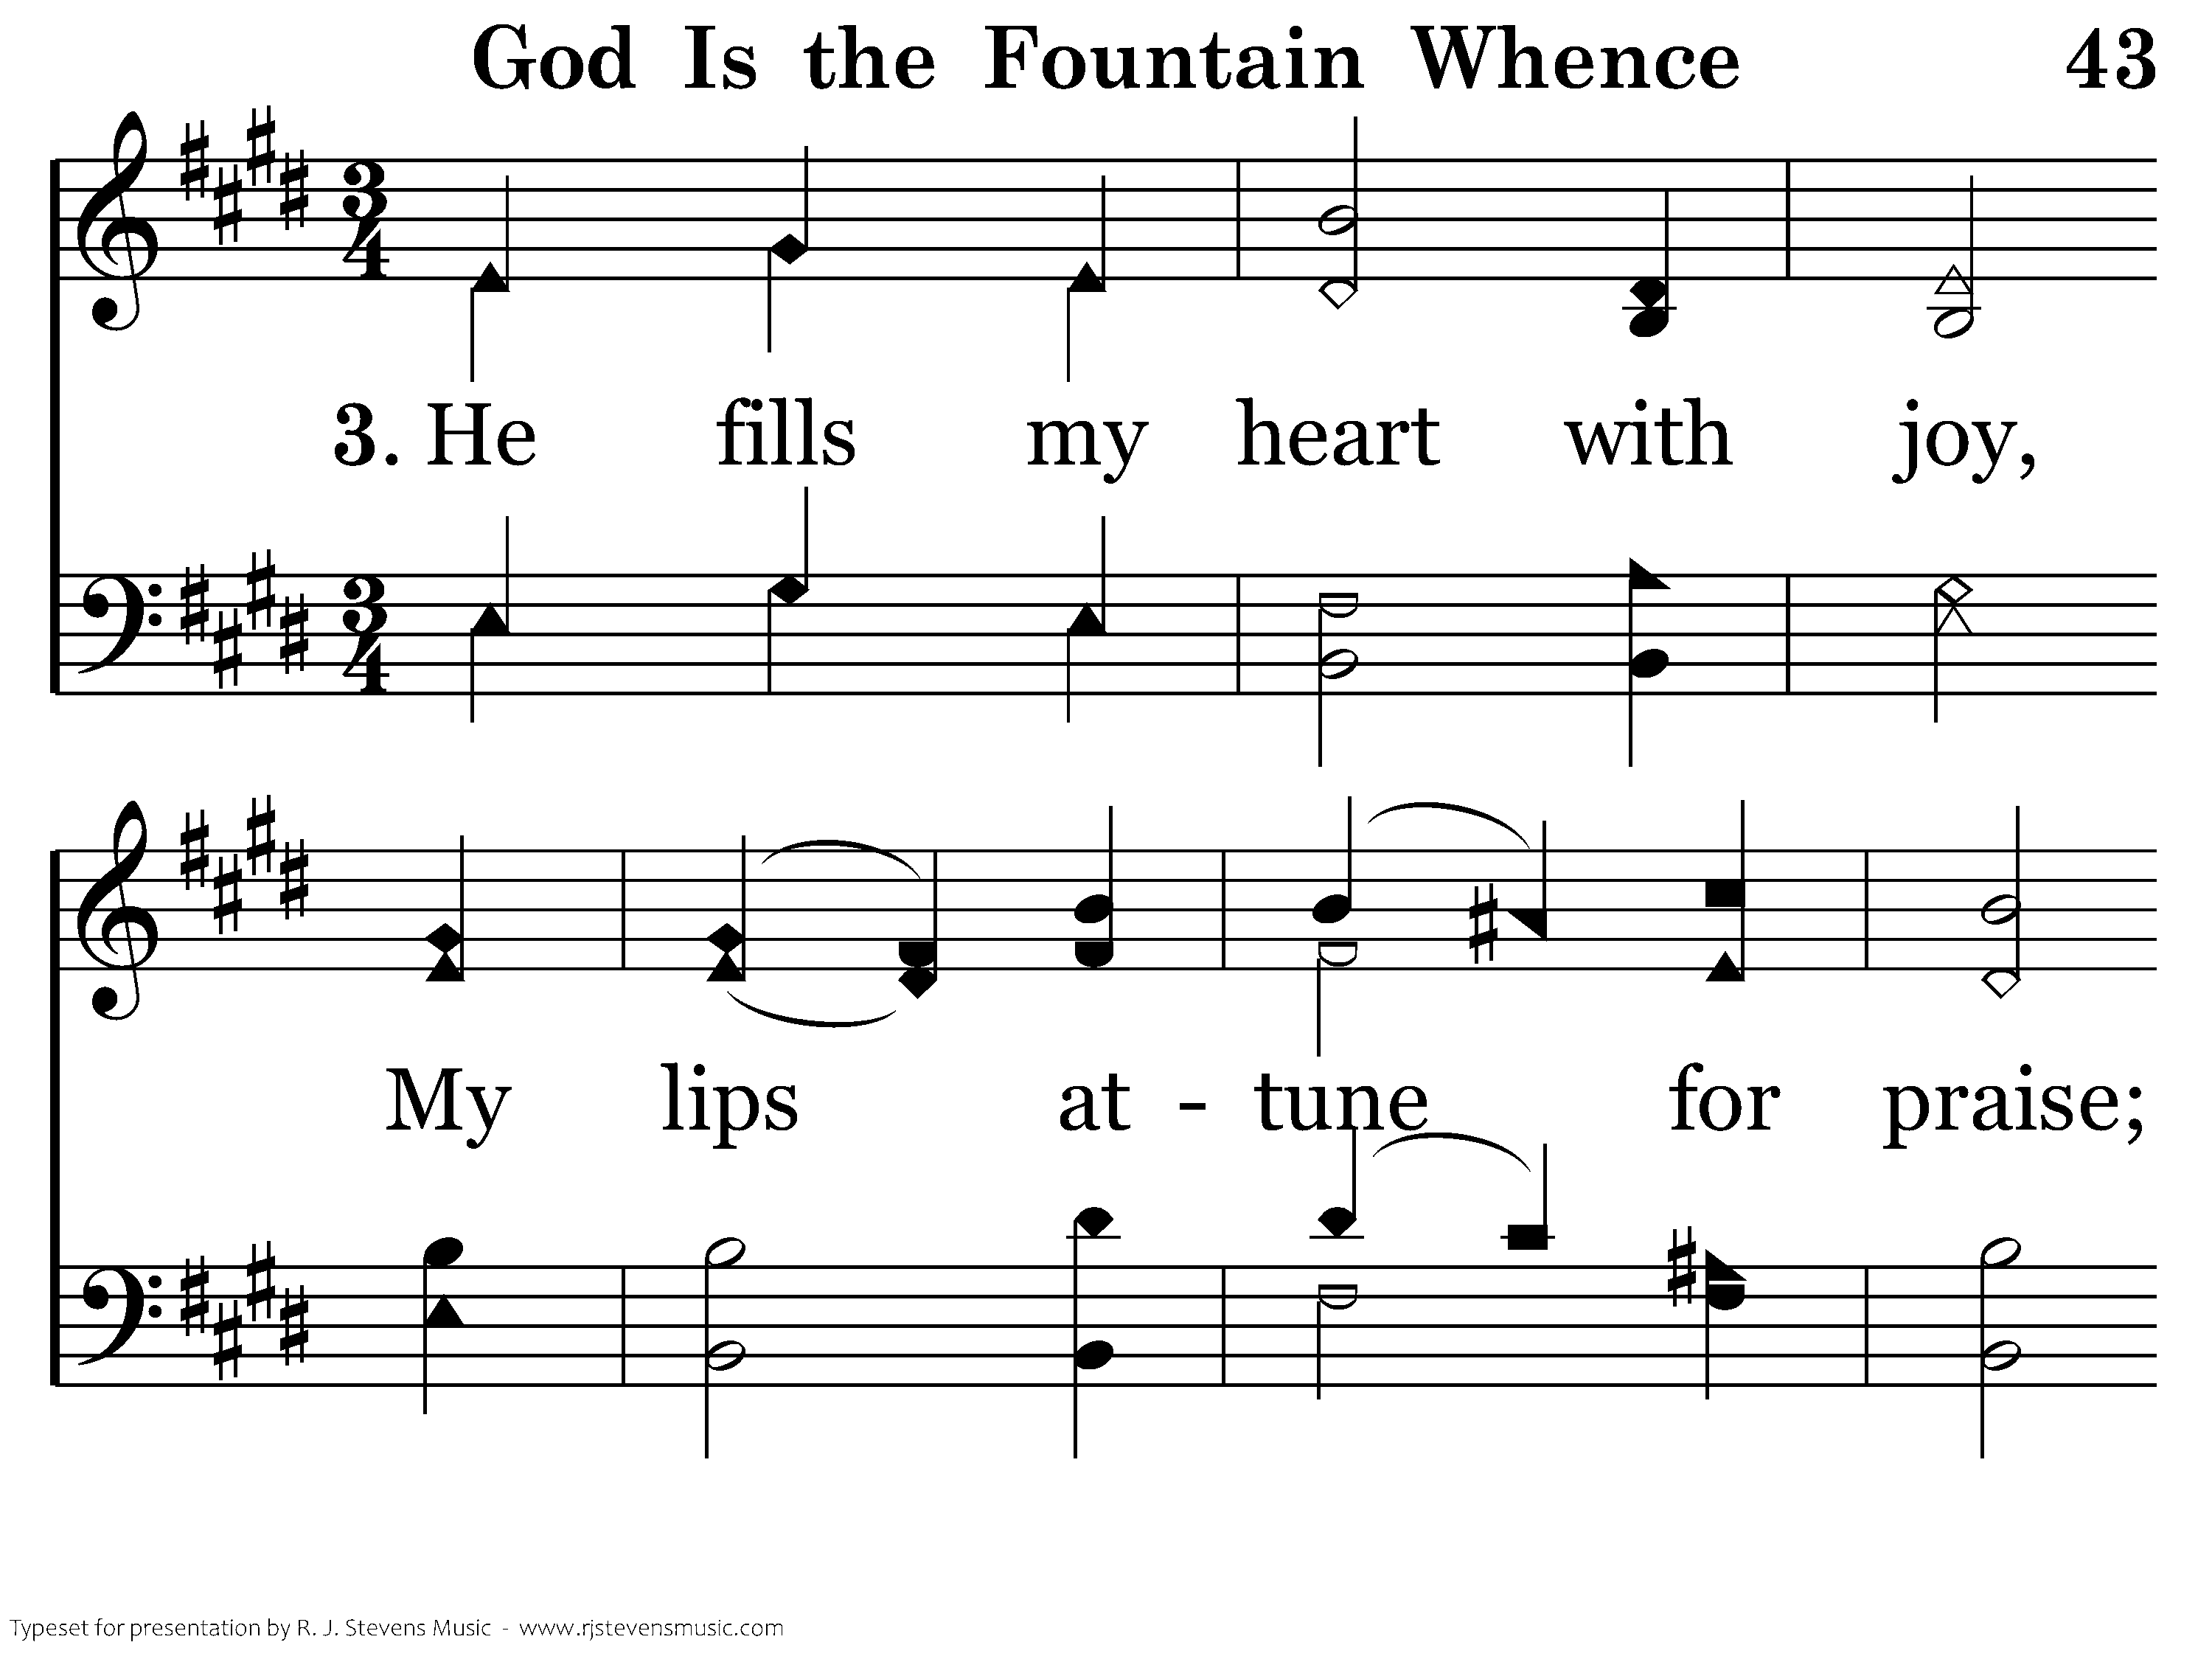 God Is the Fountain Whence 43
3. He fills my heart with joy,
My lips at - tune for praise;
Typeset for presentation by R. J. Stevens Music - www.rjstevensmusic.com